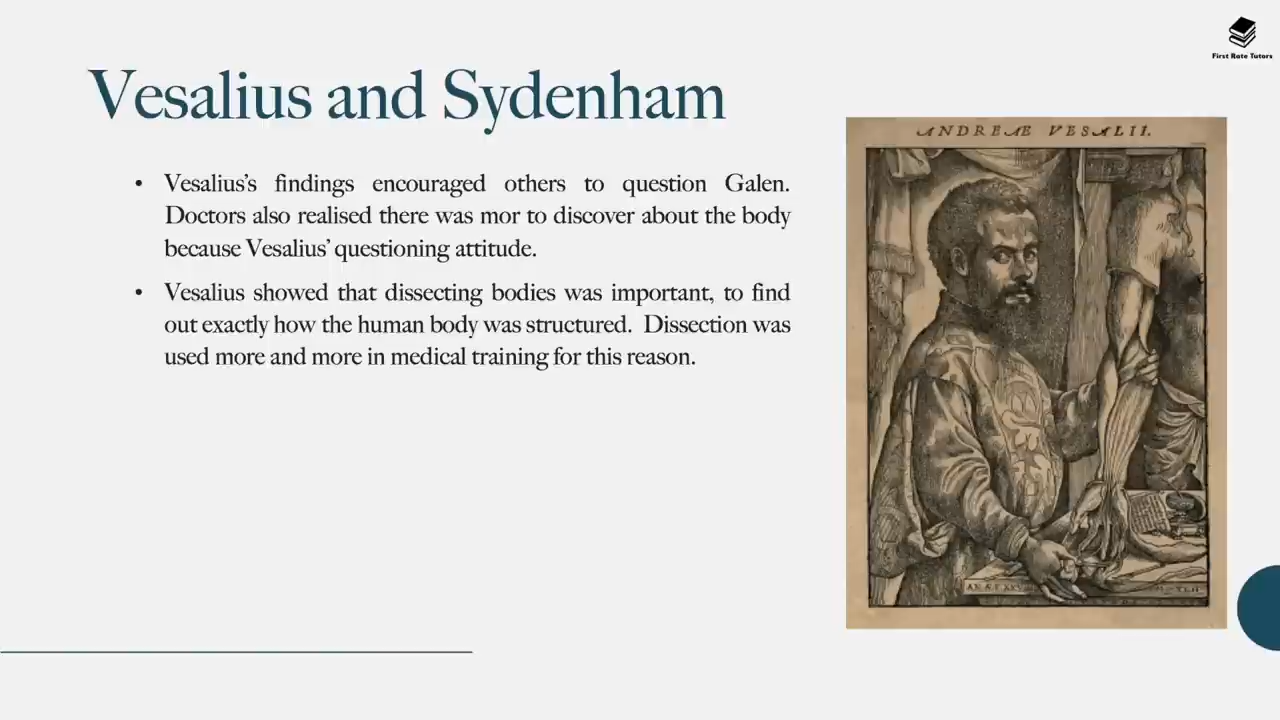 First Rate Tutors
Vesalius and Sydenham
• Vesalius's findings encouraged others to question Galen.
Doctors also realised there was mor to discover about the body
because Vesalius' questioning attitude.
• Vesalius showed that dissecting bodies was important, to find
out exactly how the human body was structured. Dissection was
used more and more in medical training for this reason.
ANDREÆ VESALII.